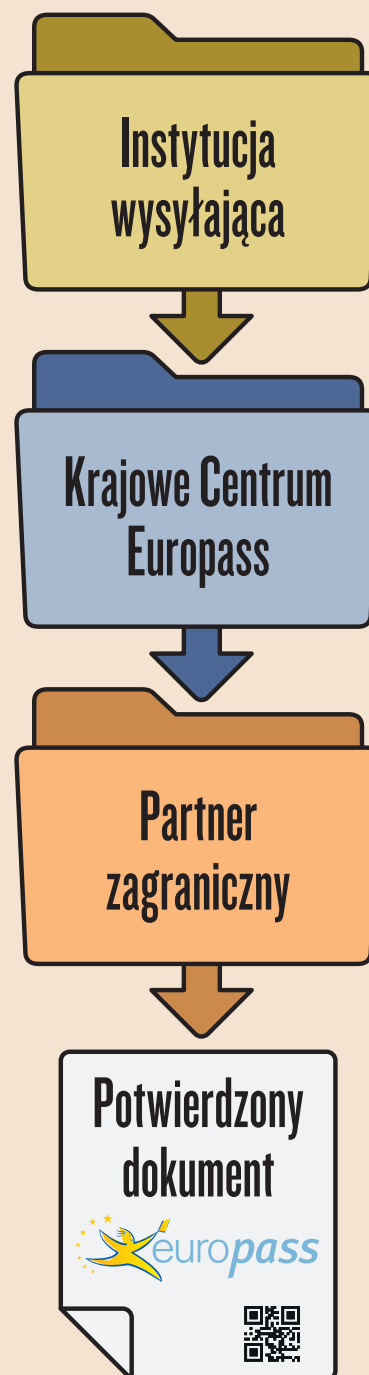 Instytucja
wysyłająca
Krajowe Centrum
Europass
Partner
zagraniczny
Potwierdzony
dokument
europass